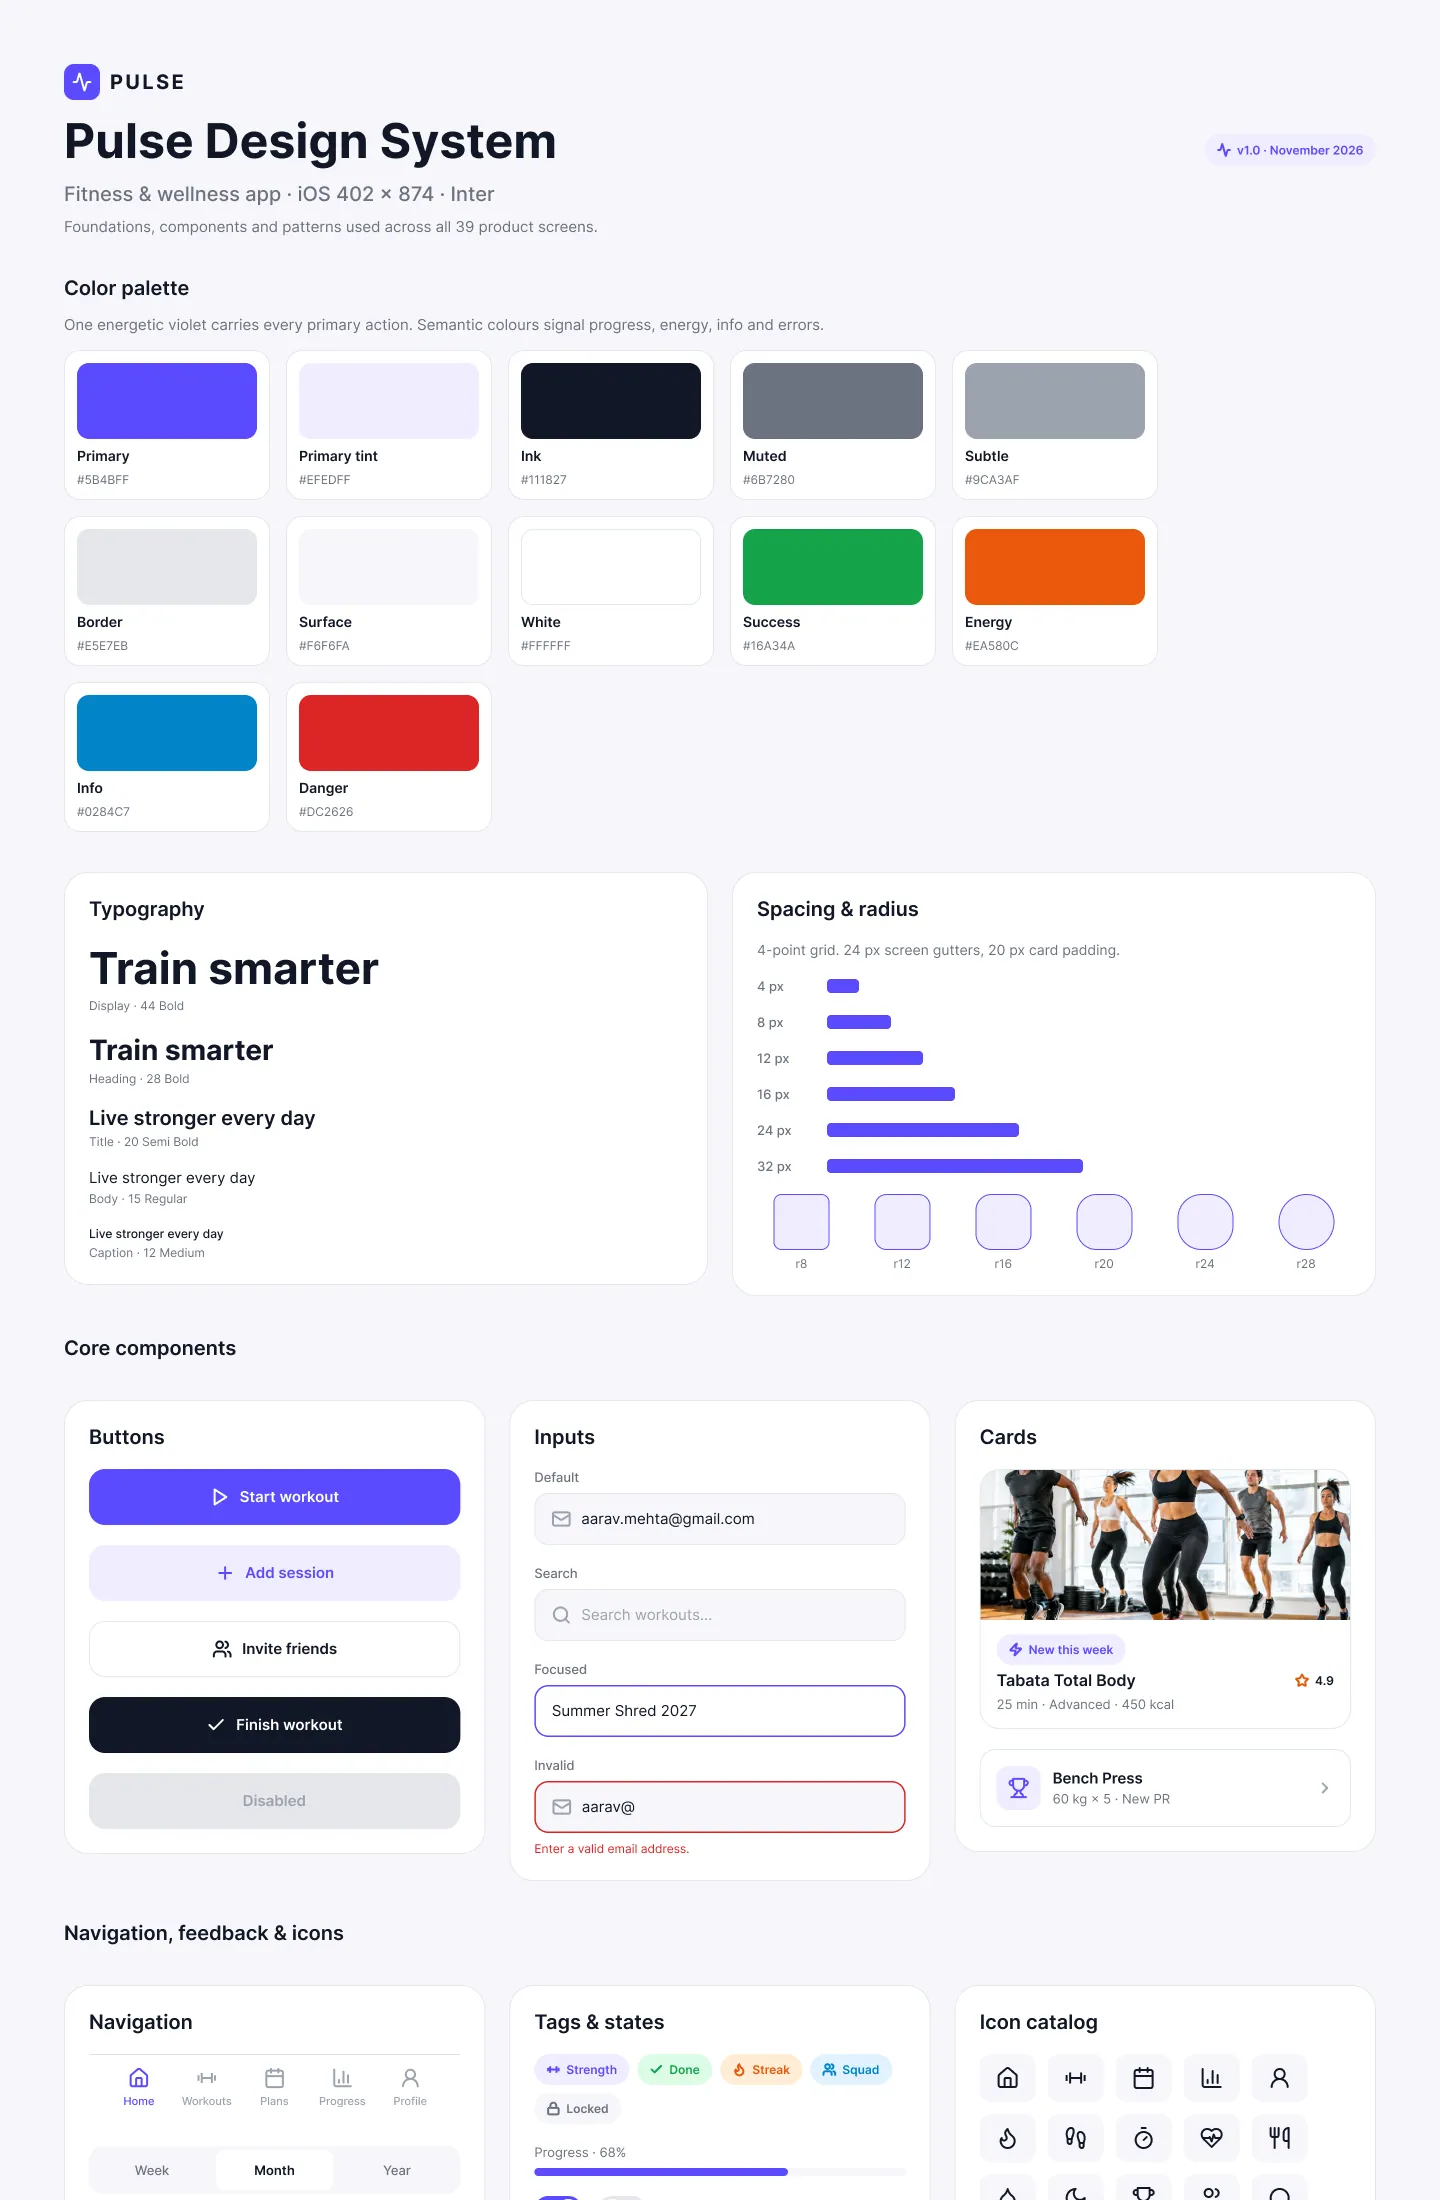 PULSE
Pulse Design System
v1.0 · November 2026
Fitness & wellness app · iOS 402 × 874 · Inter
Foundations, components and patterns used across all 39 product screens.
Color palette
One energetic violet carries every primary action. Semantic colours signal progress, energy, info and errors.
Primary
#5B4BFF
Primary tint
#EFEDFF
Ink
#111827
Muted
#6B7280
Subtle
#9CA3AF
Border
#E5E7EB
Surface
#F6F6FA
White
#FFFFFF
Success
#16A34A
Energy
#EA580C
Info
#0284C7
Danger
#DC2626
Typography
Train smarter
Display · 44 Bold
Train smarter
Heading · 28 Bold
Live stronger every day
Title · 20 Semi Bold
Live stronger every day
Body · 15 Regular
Live stronger every day
Caption · 12 Medium
Spacing & radius
4-point grid. 24 px screen gutters, 20 px card padding.
4 px
8 px
12 px
16 px
24 px
32 px
r8
r12
r16
r20
r24
r28
Core components
Buttons
Start workout
Add session
Invite friends
Finish workout
Disabled
Inputs
Default
aarav.mehta@gmail.com
Search
Search workouts...
Focused
Summer Shred 2027
Invalid
aarav@
Enter a valid email address.
Cards
New this week
Tabata Total Body
4.9
25 min · Advanced · 450 kcal
Bench Press
60 kg × 5 · New PR
Navigation, feedback & icons
Navigation
Home
Workouts
Plans
Progress
Profile
Week
Month
Year
Tags & states
Strength
Done
Streak
Squad
Locked
Progress · 68%
Icon catalog